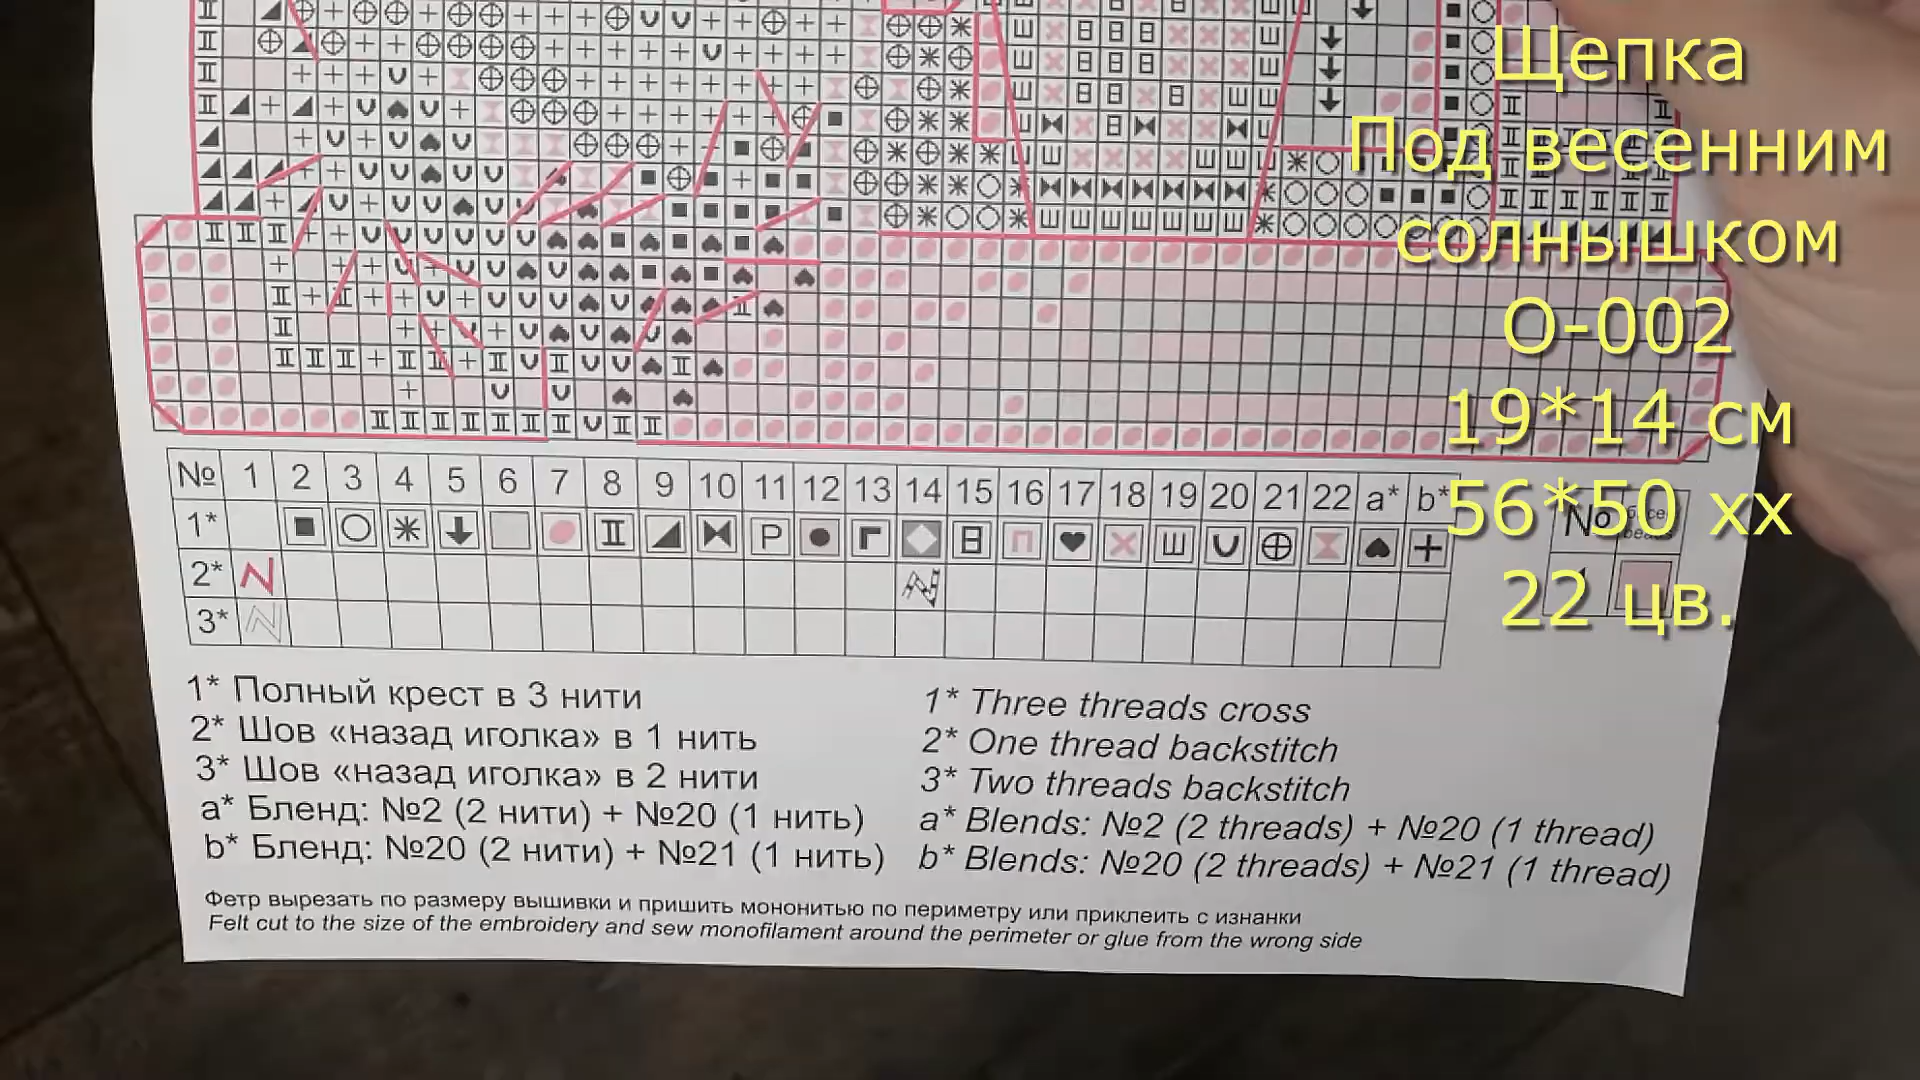 Щепка
Под весенним
солнышком
О-002
19*14 см
56*50 хх
22 цв.
№ 1 2 3 4 5 6 7 8 9 10 11 12 13 14 15 16 17 18 19 20 21 22 a* b*
1*
2*
3*
№
1* Полный крест в 3 нити
2* Шов «назад иголка» в 1 нить
3* Шов «назад иголка» в 2 нити
a* Бленд: №2 (2 нити) + №20 (1 нить)
b* Бленд: №20 (2 нити) + №21 (1 нить)
1* Three threads cross
2* One thread backstitch
3* Two threads backstitch
a* Blends: №2 (2 threads) + №20 (1 thread)
b* Blends: №20 (2 threads) + №21 (1 thread)
Фетр вырезать по размеру вышивки и пришить мононитью по периметру или приклеить с изнанки
Felt cut to the size of the embroidery and sew monofilament around the perimeter or glue from the wrong side